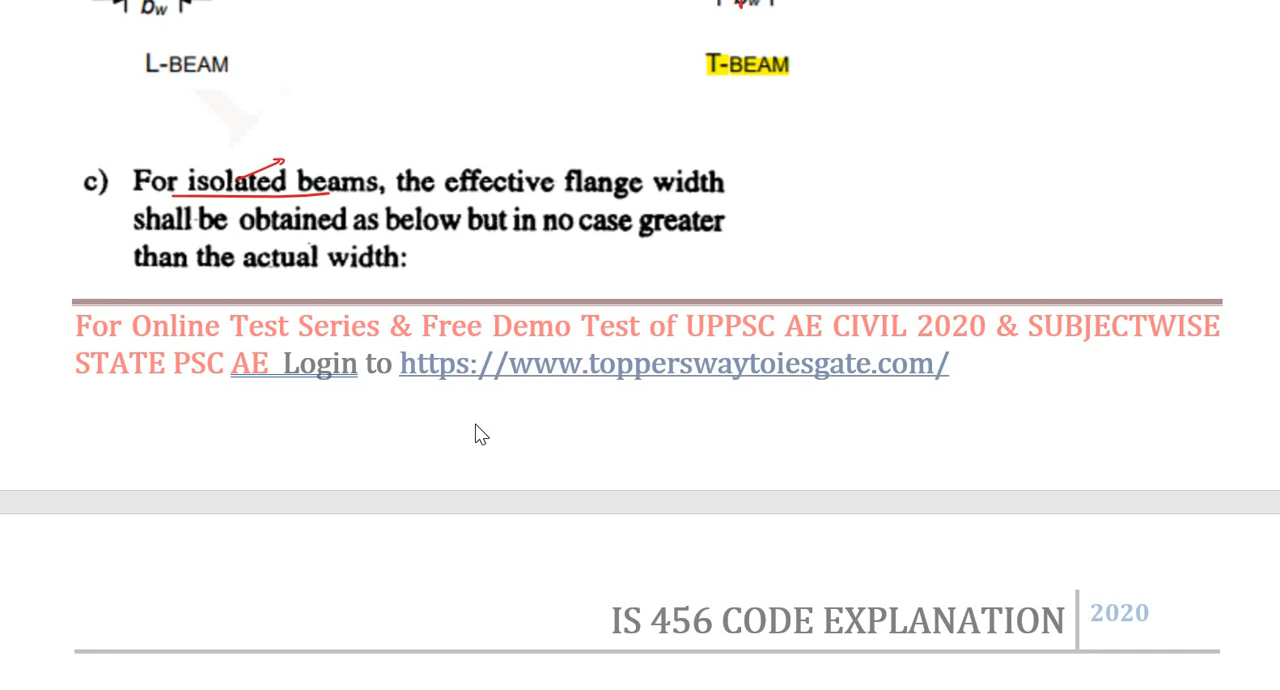 bw
bw
L-BEAM
T-BEAM
c) For isolated beams, the effective flange width
shall be obtained as below but in no case greater
than the actual width:
For Online Test Series & Free Demo Test of UPPSC AE CIVIL 2020 & SUBJECTWISE
STATE PSC AE Login to https://www.topperswaytoiesgate.com/
IS 456 CODE EXPLANATION 2020